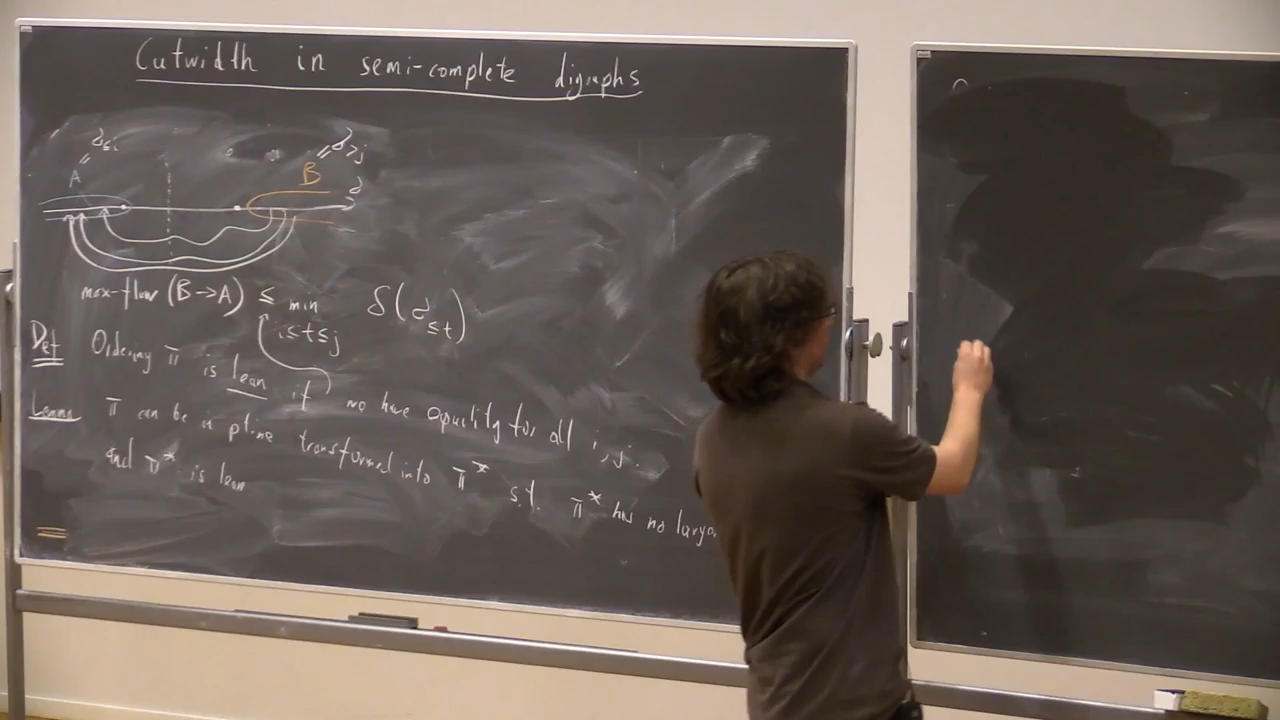 Cutwidth in semi-complete digraphs
∂≤i
∂>j
A
B
∂
max-flow (B→A) ≤ min i≤t≤j δ(∂≤t)
Def Ordering π is lean if we have equality for all i,j.
Lemma π can be in ptime transformed into π* s.t. π* has no larger
and π* is lean